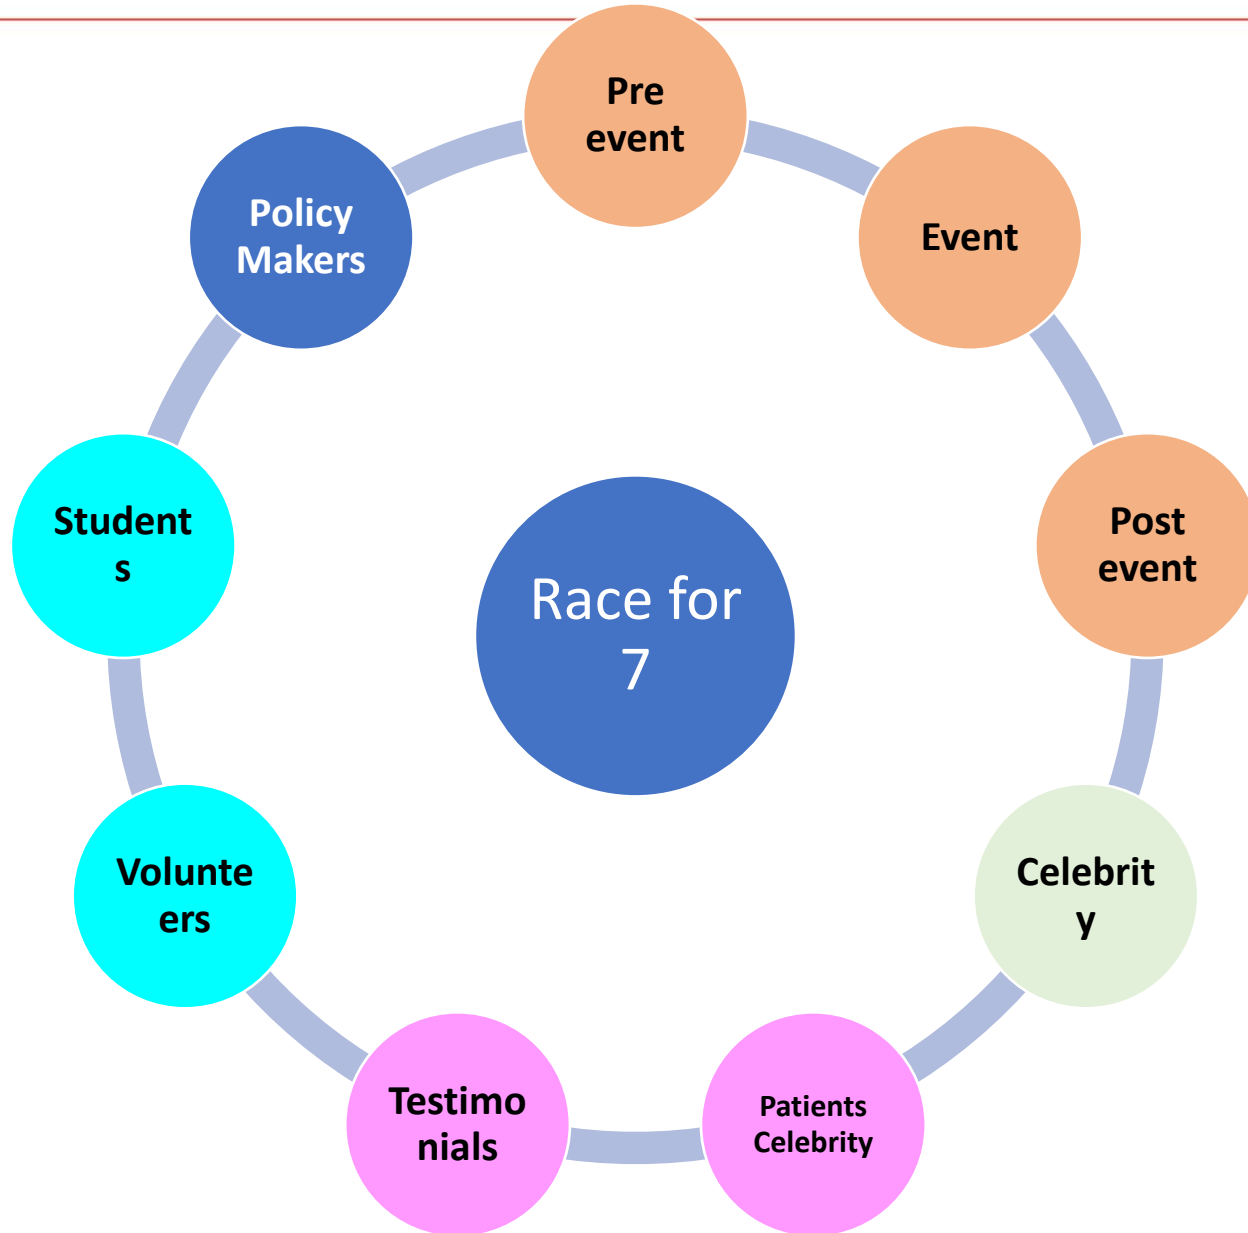 Pre
event
Event
Post
event
Celebrit
y
Patients
Celebrity
Testimo
nials
Volunte
ers
Student
s
Policy
Makers
Race for
7